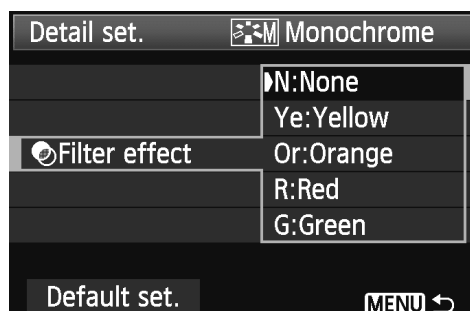 Detail set. M Monochrome
N:None
Ye:Yellow
Filter effect Or:Orange
R:Red
G:Green
Default set. MENU